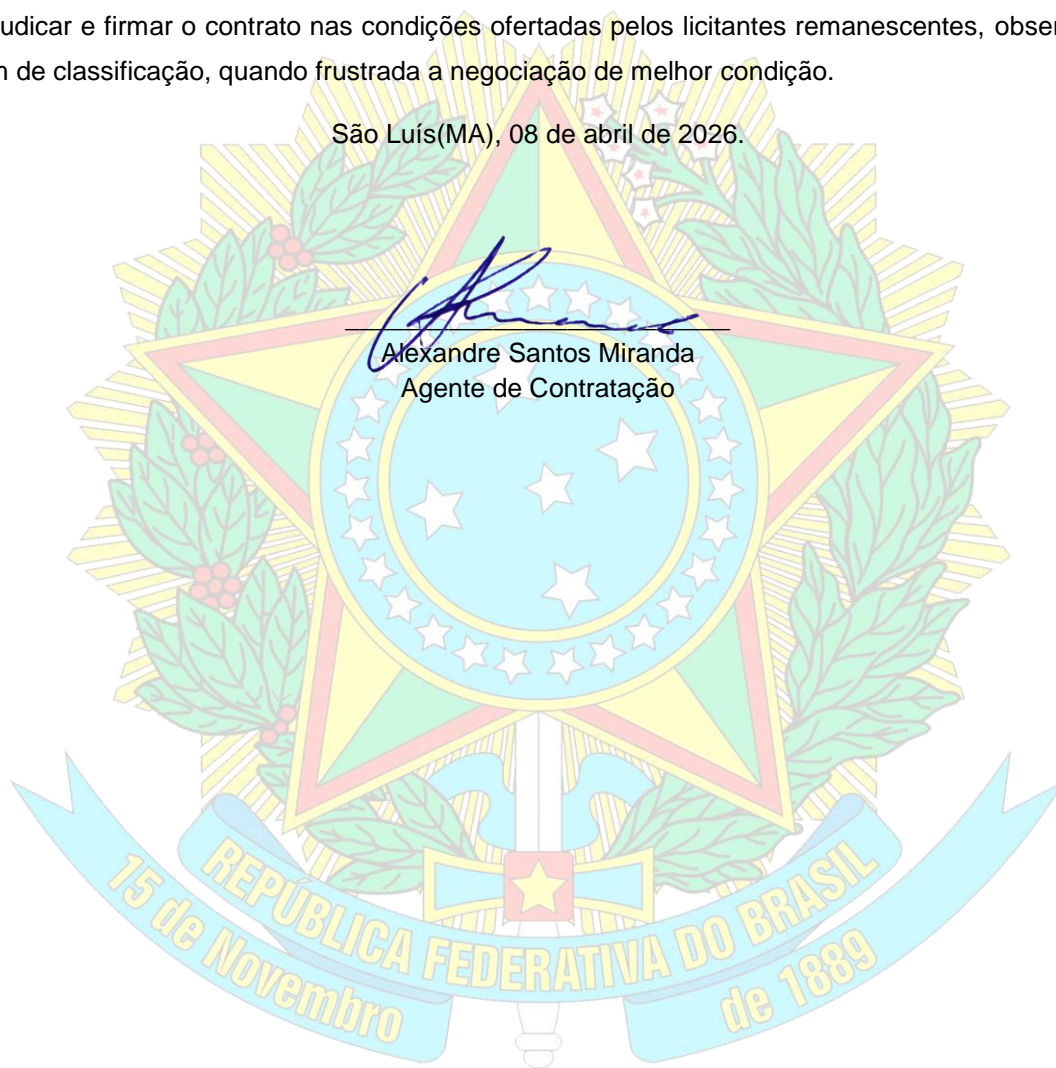 udicar e firmar o contrato nas condições ofertadas pelos licitantes remanescentes, obser
de classificação, quando frustrada a negociação de melhor condição.
São Luís(MA), 08 de abril de 2026.
Alexandre Santos Miranda
Agente de Contratação
15 de Novembro
REPÚBLICA FEDERATIVA DO BRASIL
de 1889